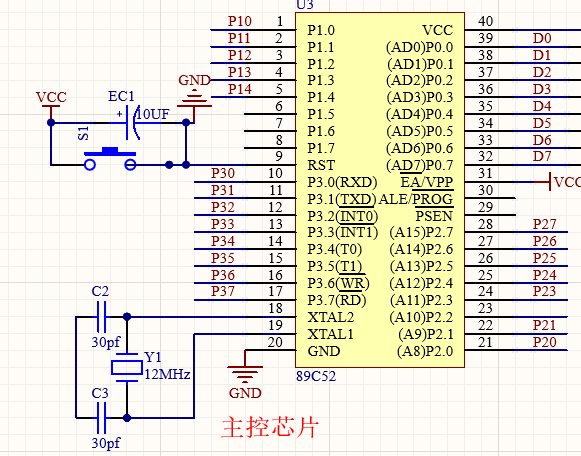 U3
P10 1 P1.0 VCC 40
P11 2 P1.1 (AD0)P0.0 39 D0
P12 3 P1.2 (AD1)P0.1 38 D1
P13 4 P1.3 (AD2)P0.2 37 D2
P14 5 P1.4 (AD3)P0.3 36 D3
6 P1.5 (AD4)P0.4 35 D4
7 P1.6 (AD5)P0.5 34 D5
8 P1.7 (AD6)P0.6 33 D6
9 RST (AD7)P0.7 32 D7
P30 10 P3.0(RXD) EA/VPP 31 VCC
P31 11 P3.1(TXD) ALE/PROG 30
P32 12 P3.2(INT0) PSEN 29
P33 13 P3.3(INT1) (A15)P2.7 28 P27
P34 14 P3.4(T0) (A14)P2.6 27 P26
P35 15 P3.5(T1) (A13)P2.5 26 P25
P36 16 P3.6(WR) (A12)P2.4 25 P24
P37 17 P3.7(RD) (A11)P2.3 24 P23
18 XTAL2 (A10)P2.2 23
19 XTAL1 (A9)P2.1 22 P21
20 GND (A8)P2.0 21 P20
89C52
GND
VCC
EC1
+
10UF
S1
C2
30pf
Y1
12MHz
C3
30pf
GND
主控芯片